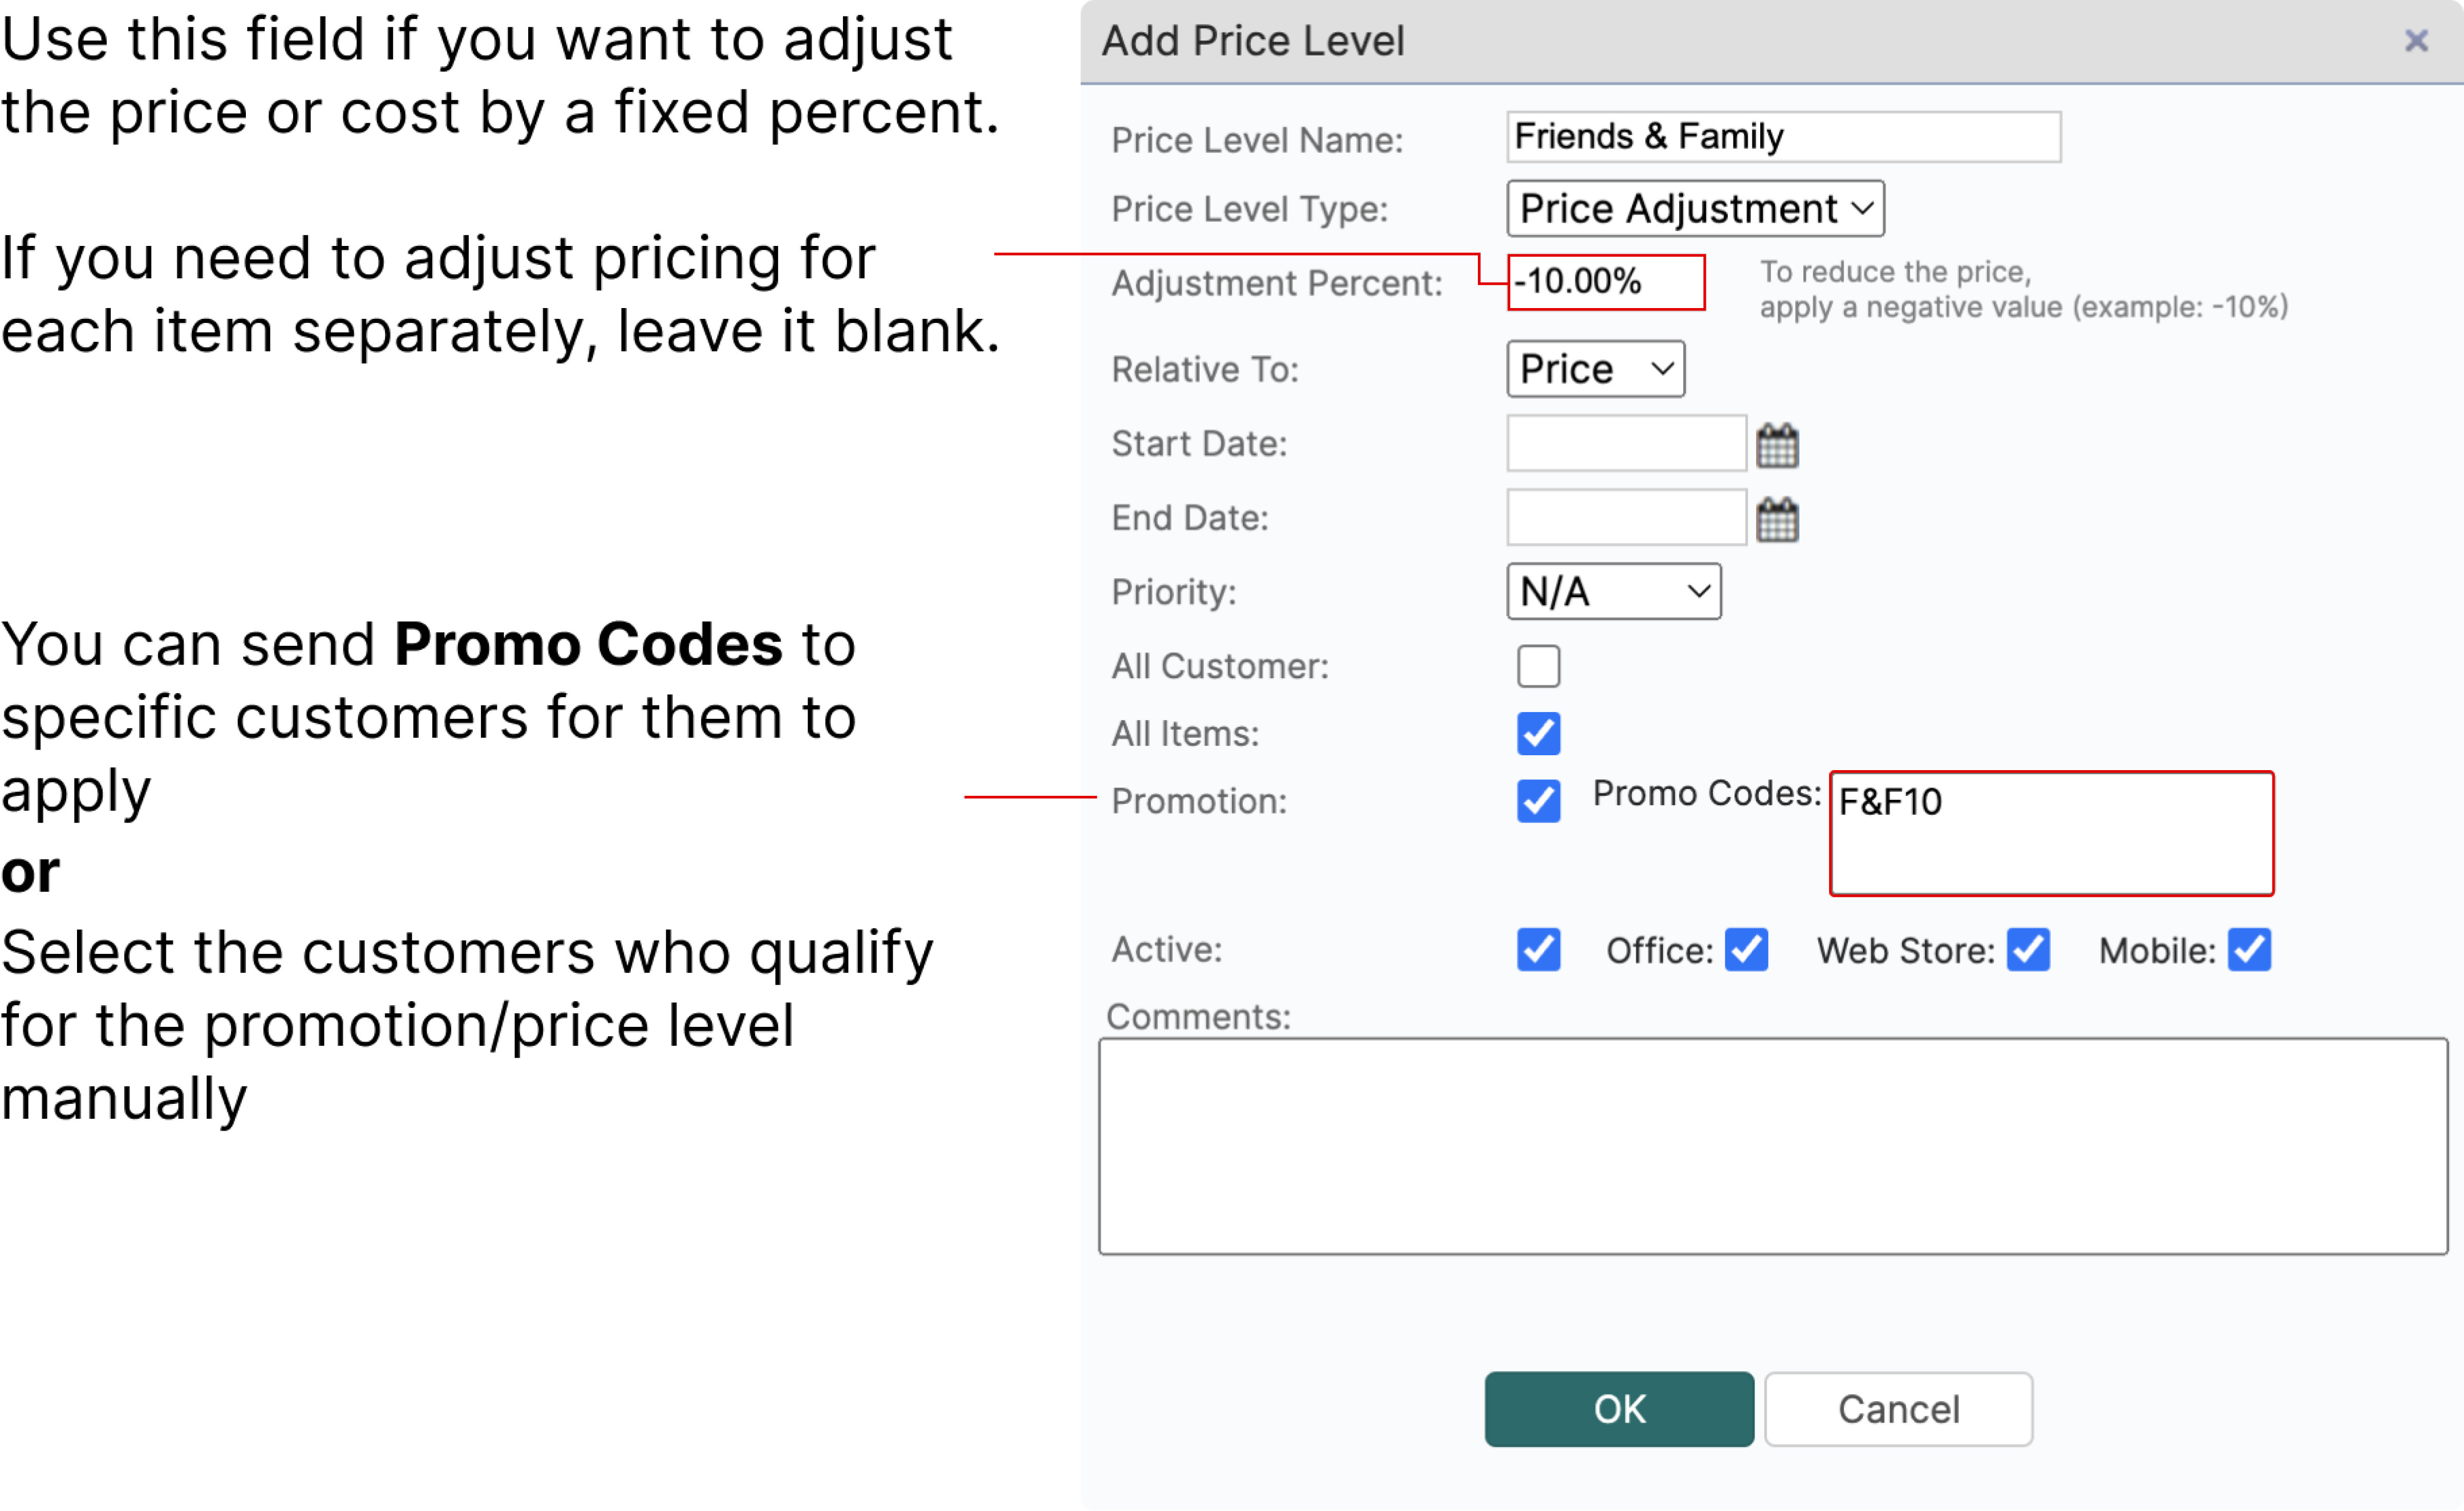 Use this field if you want to adjust
the price or cost by a fixed percent.
If you need to adjust pricing for
each item separately, leave it blank.
You can send Promo Codes to
specific customers for them to
apply
or
Select the customers who qualify
for the promotion/price level
manually
Add Price Level
Price Level Name: Friends & Family
Price Level Type: Price Adjustment
Adjustment Percent: -10.00% To reduce the price,
apply a negative value (example: -10%)
Relative To: Price
Start Date:
End Date:
Priority: N/A
All Customer:
All Items:
Promotion: Promo Codes: F&F10
Active: Office: Web Store: Mobile:
Comments:
OK Cancel